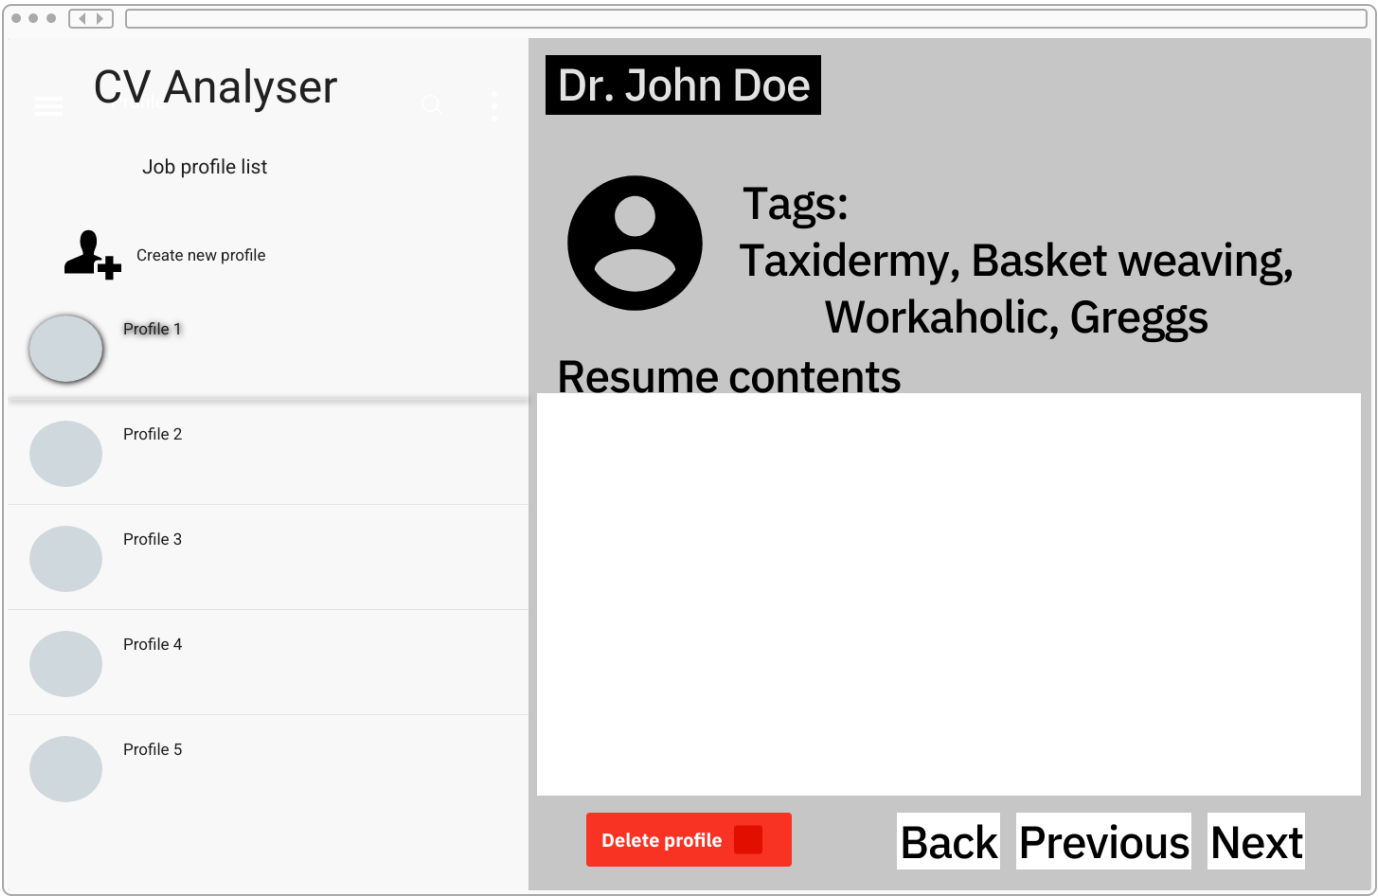 CV Analyser
Job profile list
Create new profile
Profile 1
Profile 2
Profile 3
Profile 4
Profile 5
Dr. John Doe
Tags:
Taxidermy, Basket weaving,
Workaholic, Greggs
Resume contents
Delete profile
Back Previous Next